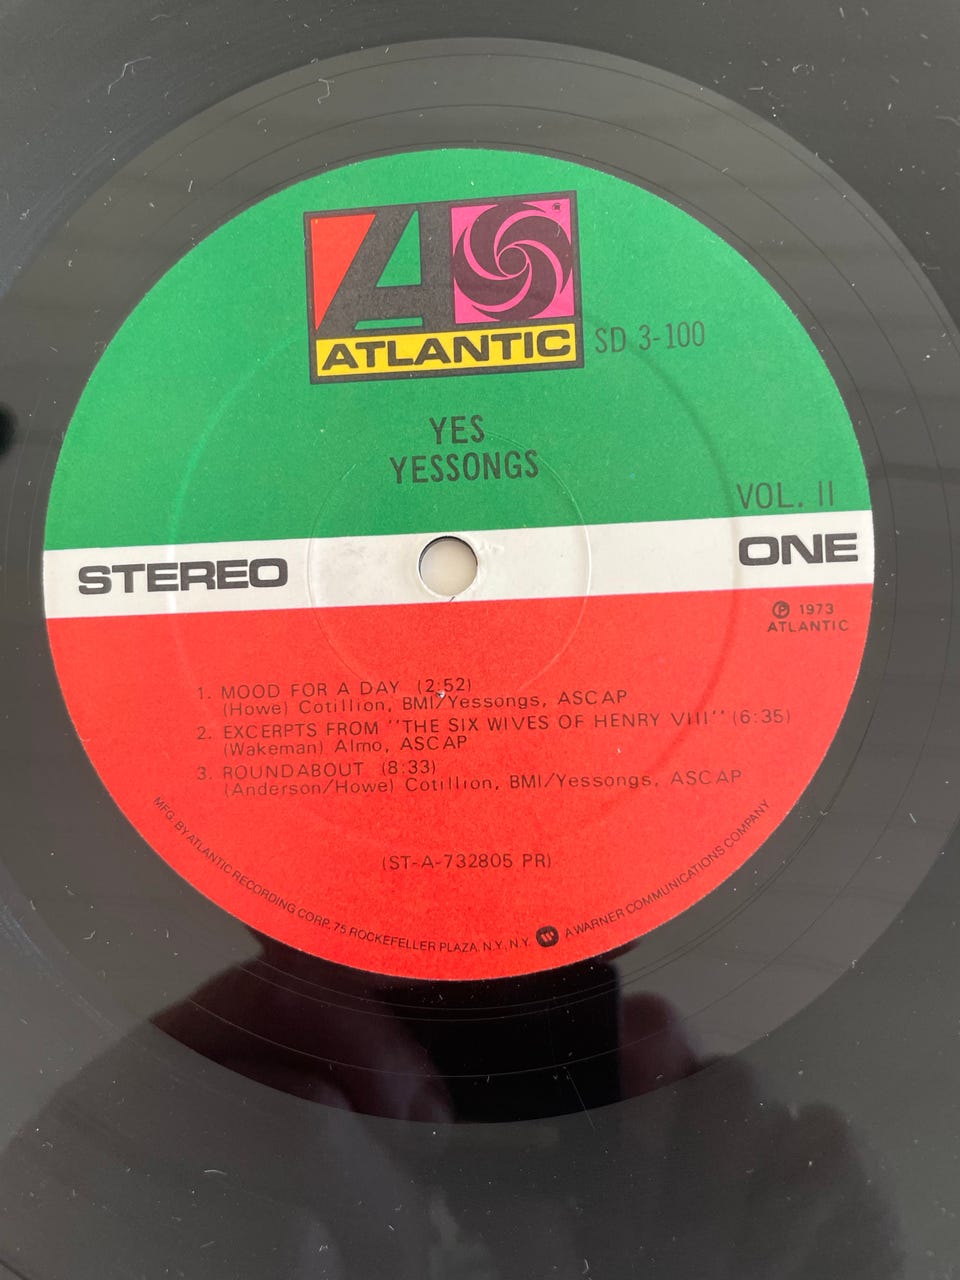 ATLANTIC
®
SD 3-100
YES
YESSONGS
VOL. II
STEREO
ONE
℗ 1973
ATLANTIC
1. MOOD FOR A DAY (2:52)
(Howe) Cotillion, BMI/Yessongs, ASCAP
2. EXCERPTS FROM "THE SIX WIVES OF HENRY VIII" (6:35)
(Wakeman) Almo, ASCAP
3. ROUNDABOUT (8:33)
(Anderson/Howe) Cotillion, BMI/Yessongs, ASCAP
(ST-A-732805 PR)
MFG. BY ATLANTIC RECORDING CORP., 75 ROCKEFELLER PLAZA, N.Y., N.Y. W A WARNER COMMUNICATIONS COMPANY